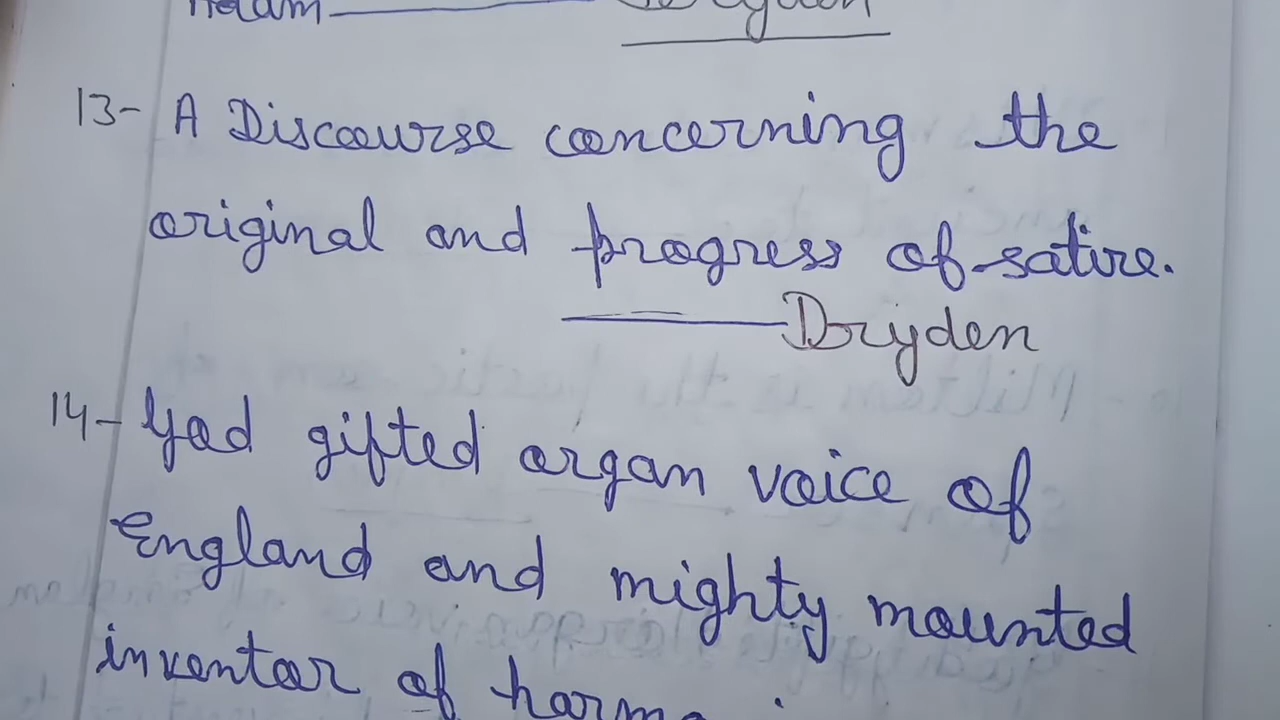 13- A Discourse concerning the
original and progress of satire.
Dryden
14- God gifted organ voice of
England and mighty mounted
inventor of